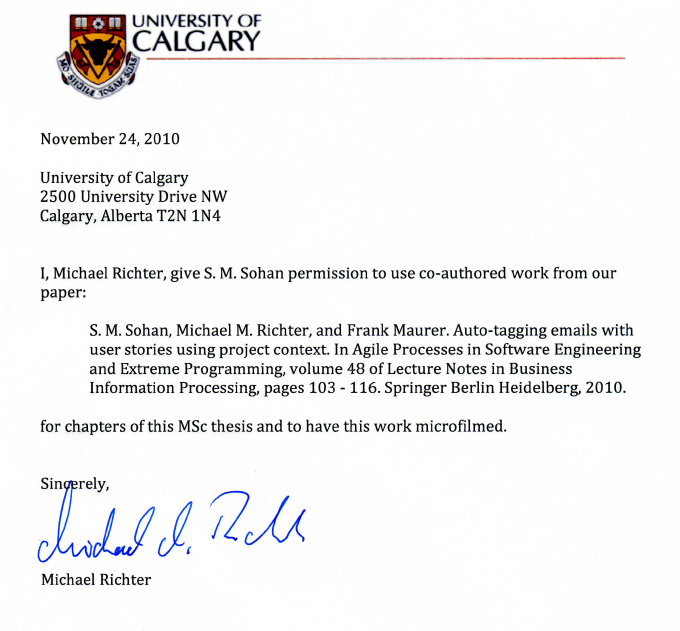 UNIVERSITY OF
CALGARY
MO SHÙILE TOGAM SUAS
November 24, 2010
University of Calgary
2500 University Drive NW
Calgary, Alberta T2N 1N4
I, Michael Richter, give S. M. Sohan permission to use co-authored work from our
paper:
S. M. Sohan, Michael M. Richter, and Frank Maurer. Auto-tagging emails with
user stories using project context. In Agile Processes in Software Engineering
and Extreme Programming, volume 48 of Lecture Notes in Business
Information Processing, pages 103 - 116. Springer Berlin Heidelberg, 2010.
for chapters of this MSc thesis and to have this work microfilmed.
Sincerely,
Michael Richter